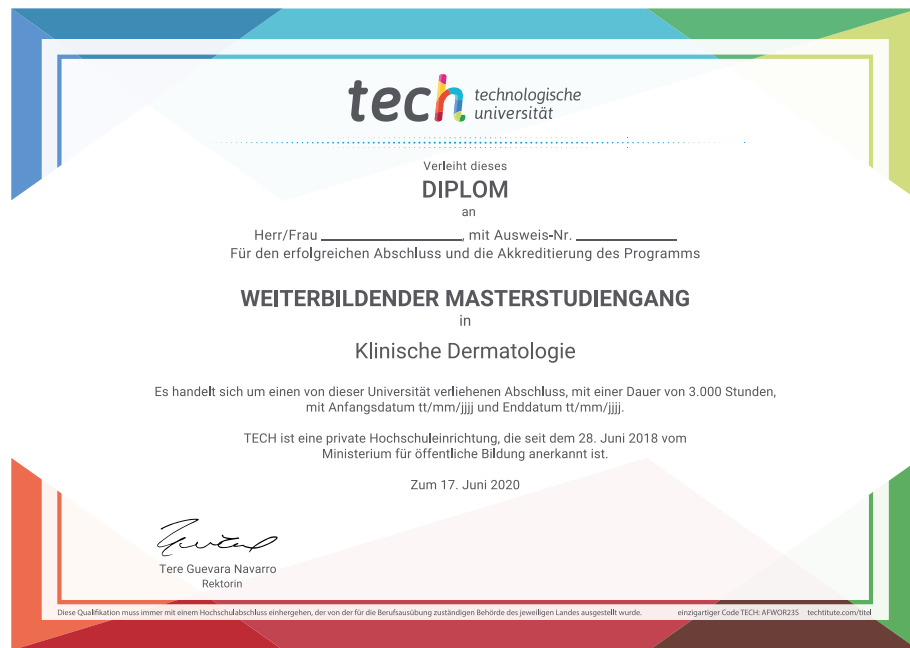 tech technologische
universität
Verleiht dieses
DIPLOM
an
Herr/Frau ____________________, mit Ausweis-Nr. ______________
Für den erfolgreichen Abschluss und die Akkreditierung des Programms
WEITERBILDENDER MASTERSTUDIENGANG
in
Klinische Dermatologie
Es handelt sich um einen von dieser Universität verliehenen Abschluss, mit einer Dauer von 3.000 Stunden,
mit Anfangsdatum tt/mm/jjjj und Enddatum tt/mm/jjjj.
TECH ist eine private Hochschuleinrichtung, die seit dem 28. Juni 2018 vom
Ministerium für öffentliche Bildung anerkannt ist.
Zum 17. Juni 2020
Tere Guevara Navarro
Rektorin
Diese Qualifikation muss immer mit einem Hochschulabschluss einhergehen, der von der für die Berufsausübung zuständigen Behörde des jeweiligen Landes ausgestellt wurde. einzigartiger Code TECH: AFWOR23S techtitute.com/titel